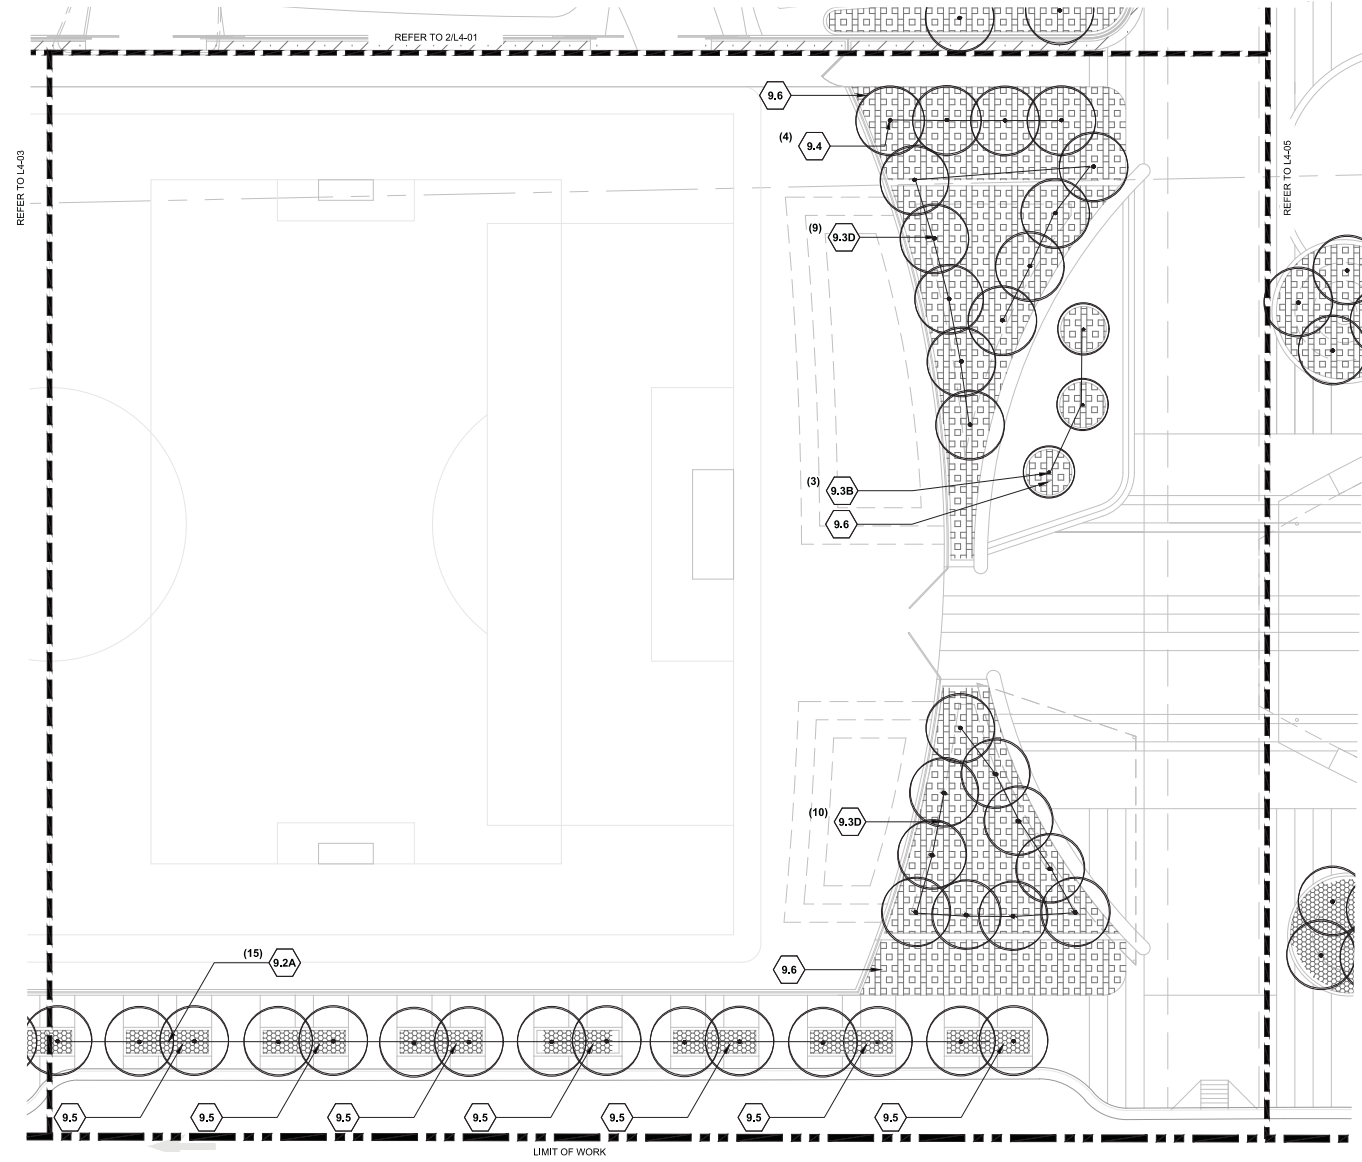 REFER TO 2/L4-01
REFER TO L4-03
REFER TO L4-05
9.6
(4)
9.4
(9)
9.3D
(3)
9.3B
9.6
(10)
9.3D
(15)
9.2A
9.6
9.5
9.5
9.5
9.5
9.5
9.5
9.5
LIMIT OF WORK